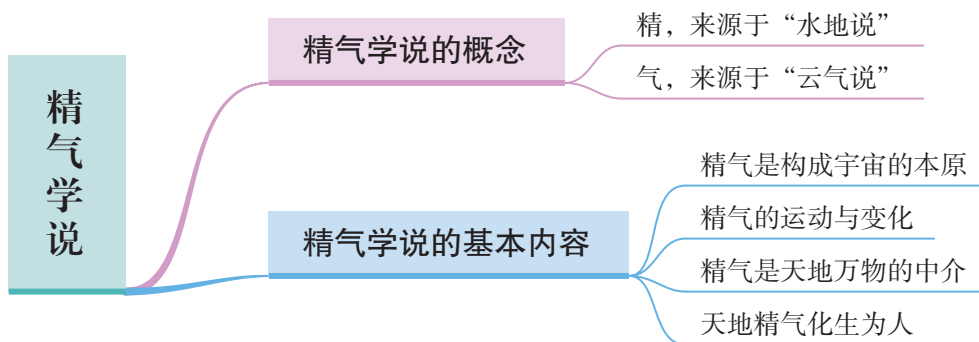 精气学说
精气学说的概念
精，来源于“水地说”
气，来源于“云气说”
精气学说的基本内容
精气是构成宇宙的本原
精气的运动与变化
精气是天地万物的中介
天地精气化生为人